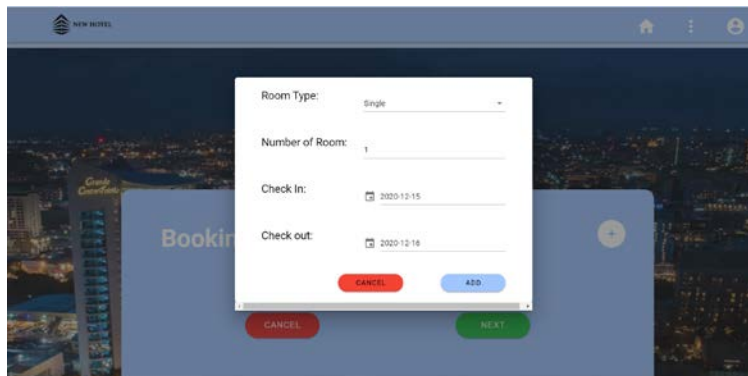 NEW HOTEL
Room Type:
Single
Number of Room:
1
Check In:
2020-12-15
Check out:
2020-12-16
CANCEL
ADD
Bookin
CANCEL
NEXT